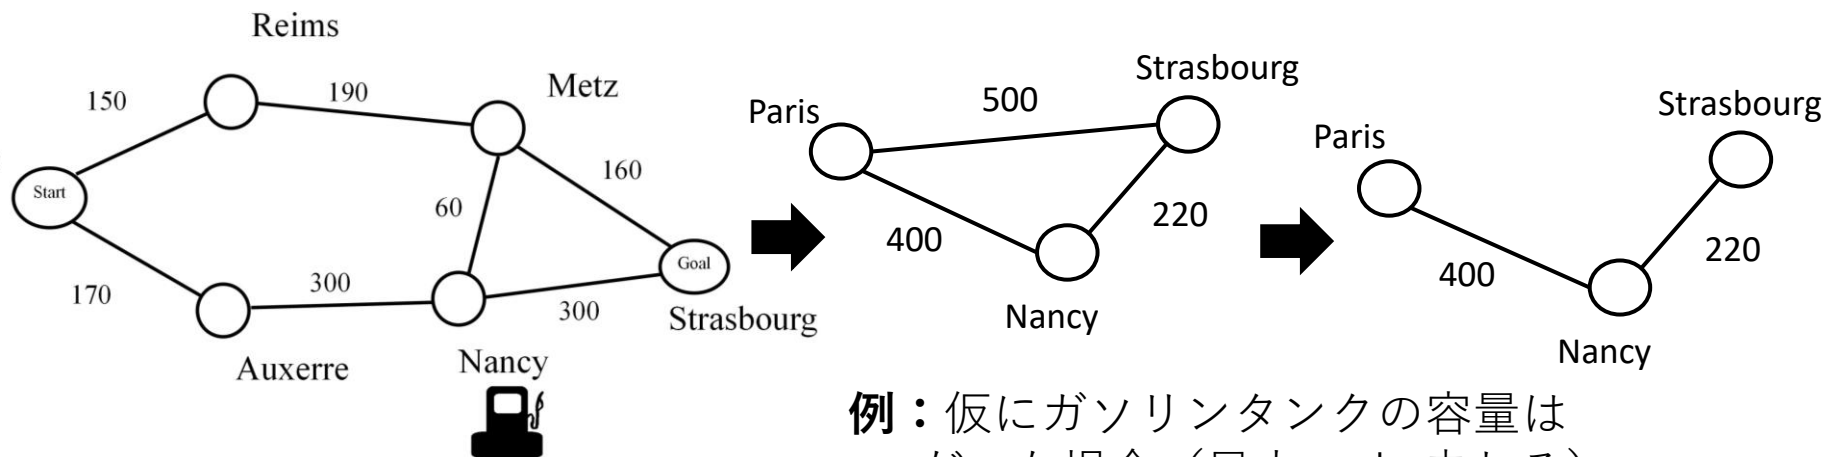 Reims
150
190
Metz
Start
160
60
Goal
170
300
300
Strasbourg
Auxerre
Nancy
Paris
500
Strasbourg
400
220
Nancy
Paris
Strasbourg
400
220
Nancy
例：仮にガソリンタンクの容量は